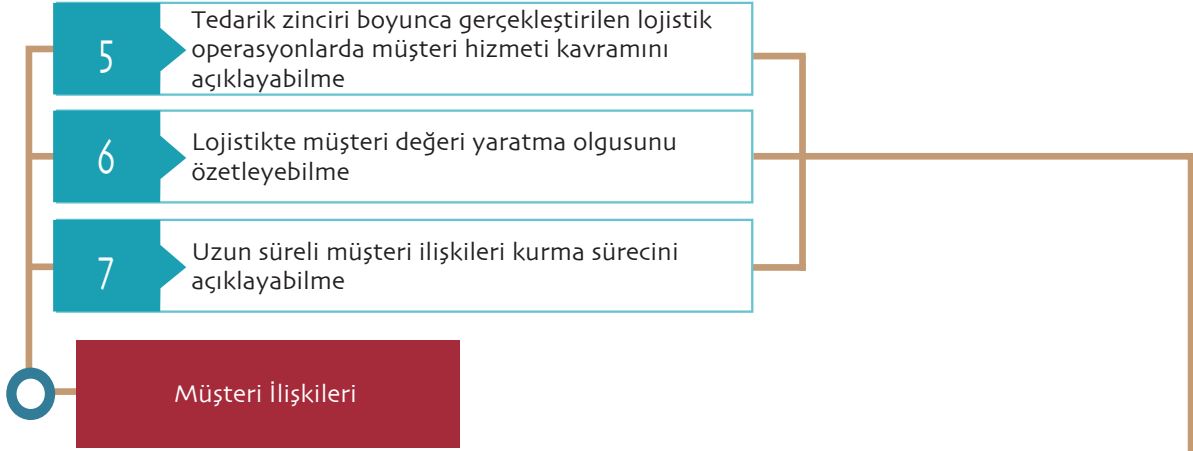 5
Tedarik zinciri boyunca gerçekleştirilen lojistik
operasyonlarda müşteri hizmeti kavramını
açıklayabilme
6
Lojistikte müşteri değeri yaratma olgusunu
özetleyebilme
7
Uzun süreli müşteri ilişkileri kurma sürecini
açıklayabilme
Müşteri İlişkileri